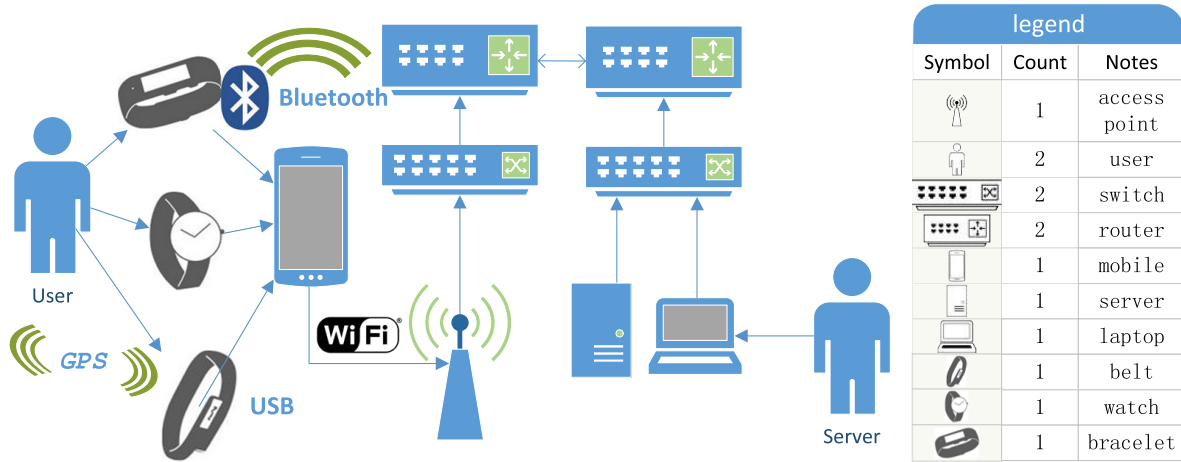 Bluetooth
User
GPS
USB
WiFi®
Server
legend
Symbol Count Notes
1 access
point
2 user
2 switch
2 router
1 mobile
1 server
1 laptop
1 belt
1 watch
1 bracelet